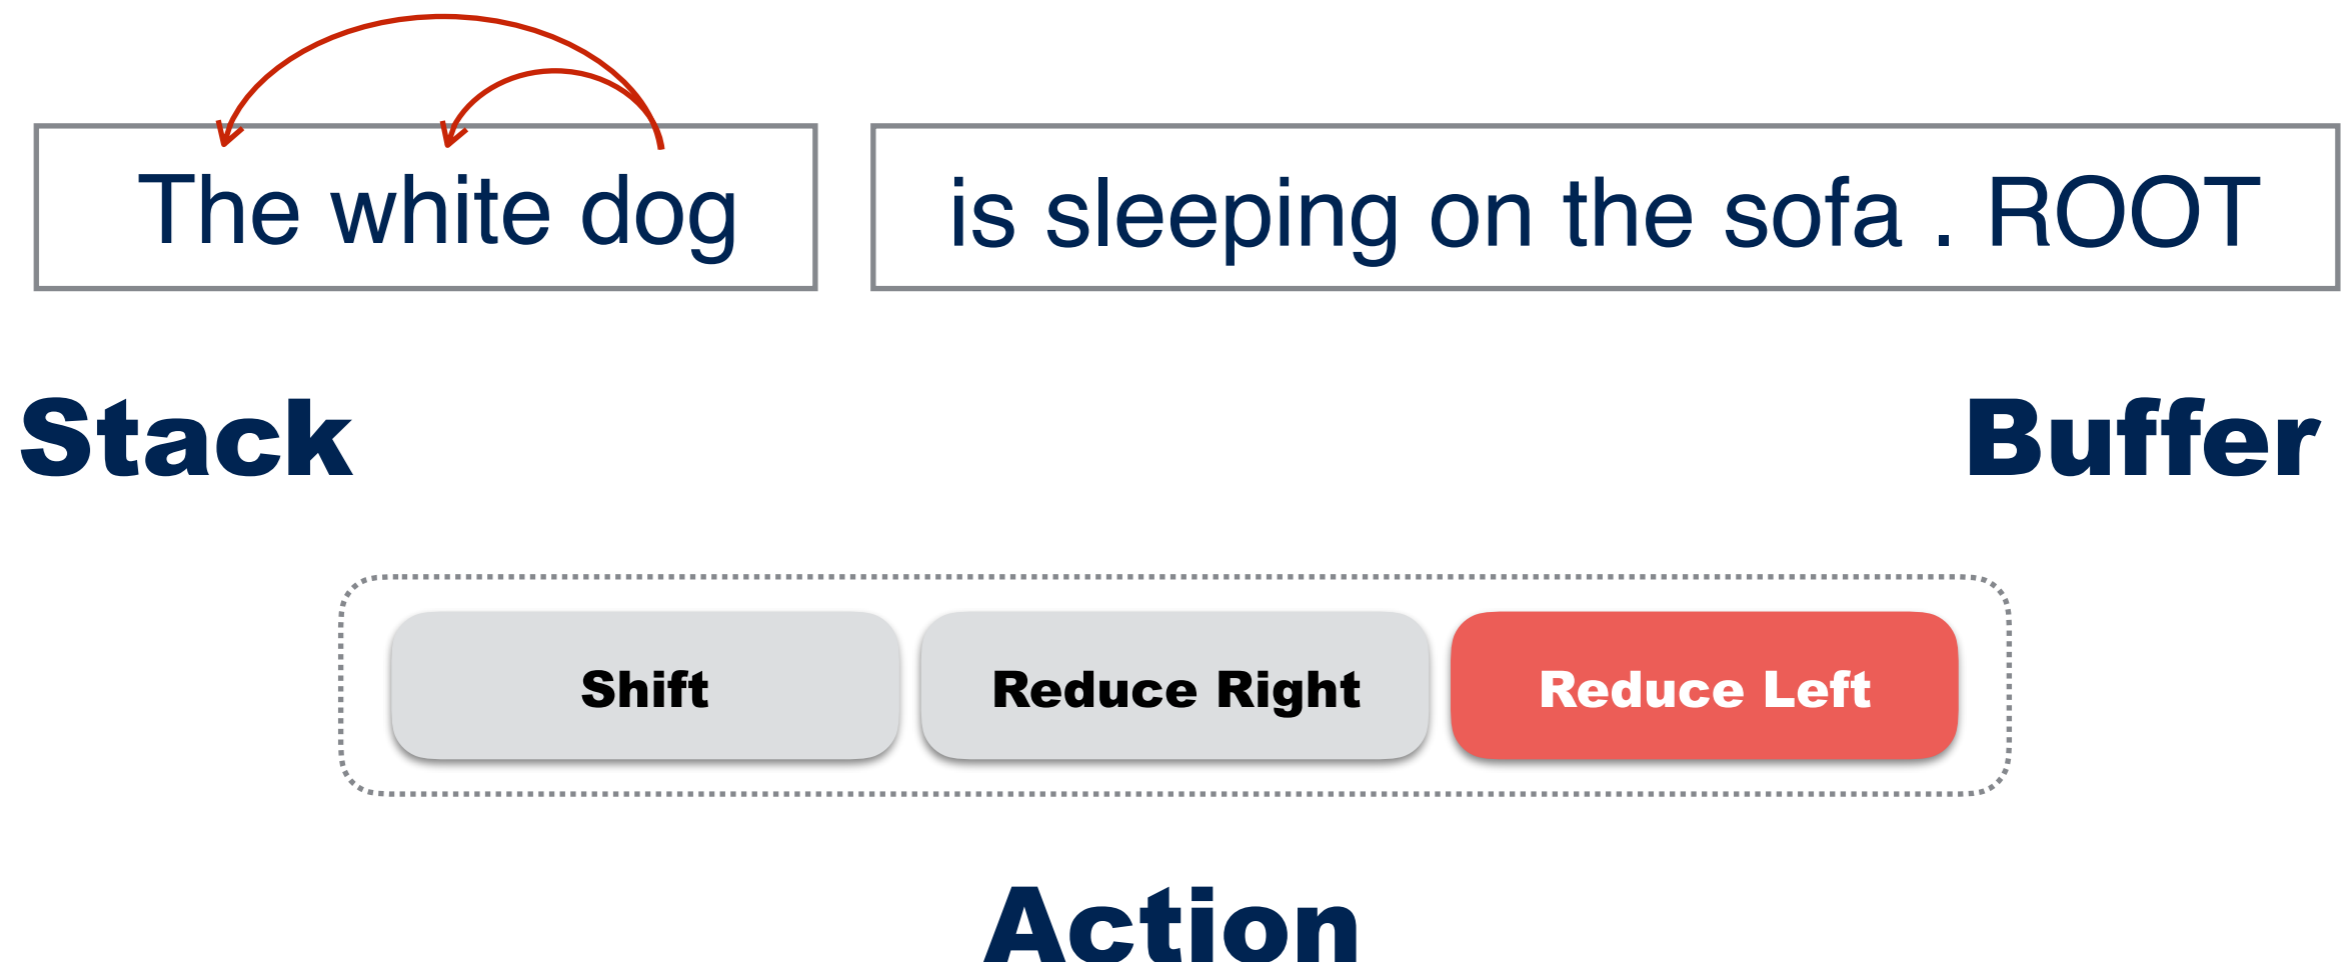 The white dog
is sleeping on the sofa . ROOT
Stack
Buffer
Shift
Reduce Right
Reduce Left
Action